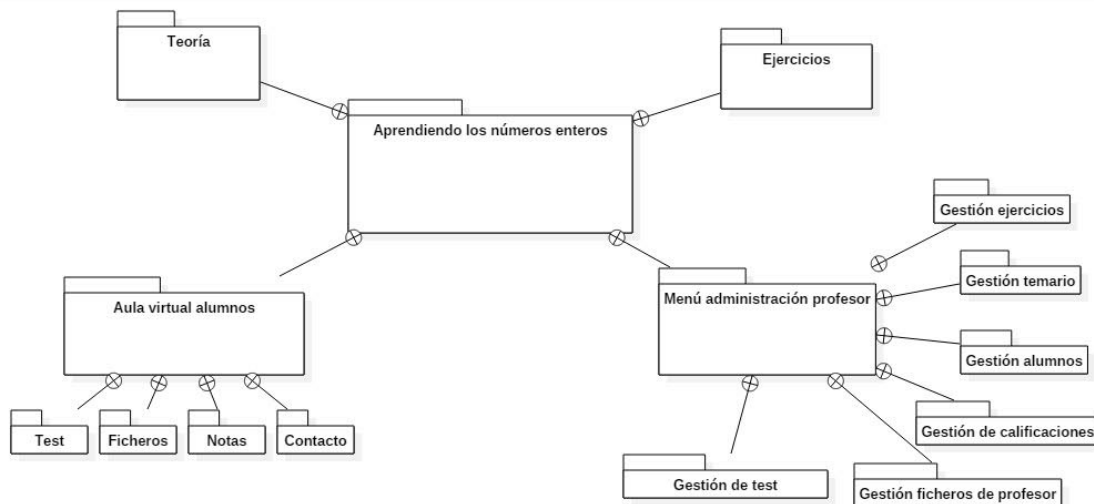 Teoría
Ejercicios
Aprendiendo los números enteros
Gestión ejercicios
Gestión temario
Aula virtual alumnos
Menú administración profesor
Gestión alumnos
Gestión de calificaciones
Test
Ficheros
Notas
Contacto
Gestión de test
Gestión ficheros de profesor